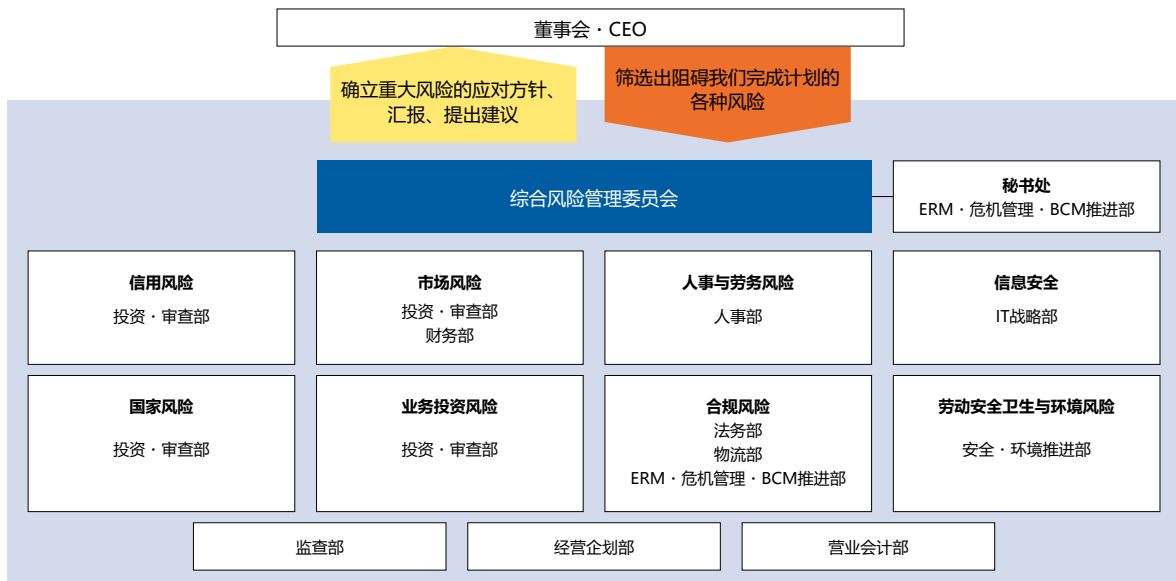 董事会・CEO
确立重大风险的应对方针、
汇报、提出建议
筛选出阻碍我们完成计划的
各种风险
综合风险管理委员会
秘书处
ERM・危机管理・BCM推进部
信用风险
投资・审查部
市场风险
投资・审查部
财务部
人事与劳务风险
人事部
信息安全
IT战略部
国家风险
投资・审查部
业务投资风险
投资・审查部
合规风险
法务部
物流部
ERM・危机管理・BCM推进部
劳动安全卫生与环境风险
安全・环境推进部
监查部
经营企划部
营业会计部